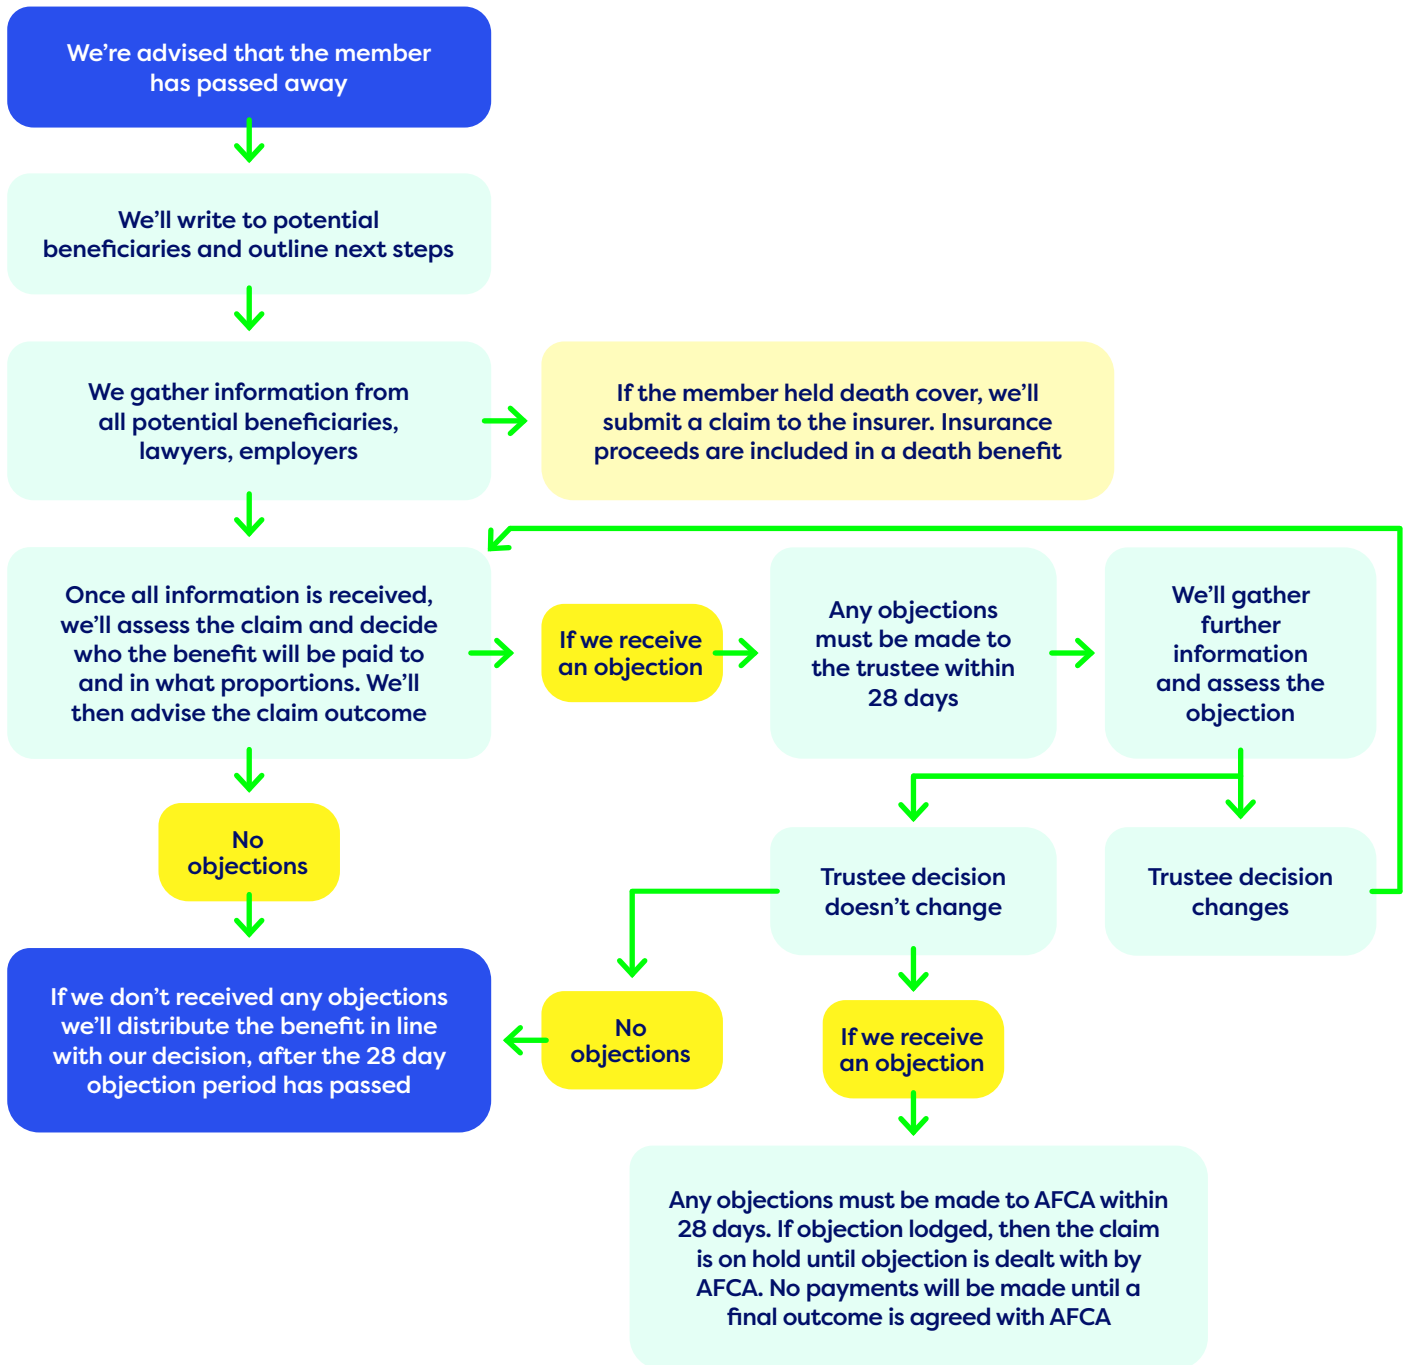 We’re advised that the member
has passed away
We’ll write to potential
beneficiaries and outline next steps
We gather information from
all potential beneficiaries,
lawyers, employers
If the member held death cover, we’ll
submit a claim to the insurer. Insurance
proceeds are included in a death benefit
Once all information is received,
we’ll assess the claim and decide
who the benefit will be paid to
and in what proportions. We’ll
then advise the claim outcome
If we receive
an objection
Any objections
must be made to
the trustee within
28 days
We’ll gather
further
information
and assess the
objection
No
objections
Trustee decision
doesn’t change
Trustee decision
changes
If we don’t received any objections
we’ll distribute the benefit in line
with our decision, after the 28 day
objection period has passed
No
objections
If we receive
an objection
Any objections must be made to AFCA within
28 days. If objection lodged, then the claim
is on hold until objection is dealt with by
AFCA. No payments will be made until a
final outcome is agreed with AFCA